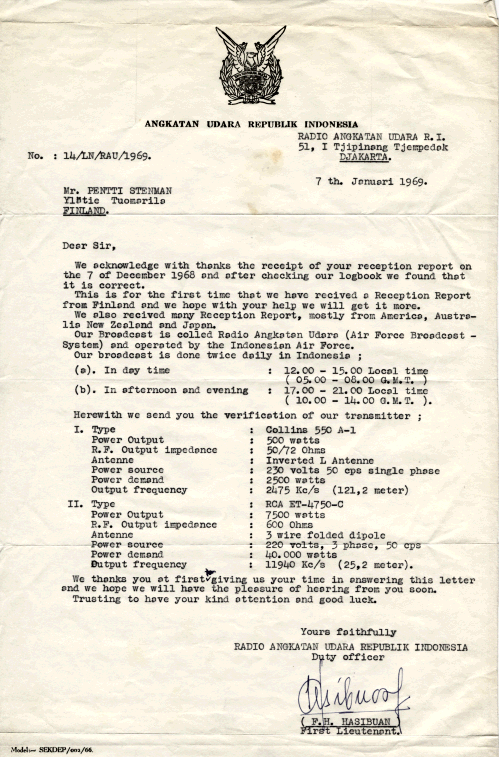 ANGKATAN UDARA REPUBLIK INDONESIA
RADIO ANGKATAN UDARA R.I.
51, I Tjipinang Tjempedak
DJAKARTA.
No. : 14/LN/RAU/1969.
7 th. Januari 1969.
Mr. PENTTI STENMAN
Ylätie Tuomarila
FINLAND.
Dear Sir,
We acknowledge with thanks the receipt of your reception report on
the 7 of December 1968 and after checking our logbook we found that
it is correct.
This is for the first time that we have recived a Reception Report
from Finland and we hope with your help we will get it more.
We also recived many Reception Report, mostly from America, Austra-
lia New Zealand and Japan.
Our Broadcast is called Radio Angkatan Udara (Air Force Broadcast -
System) and operated by the Indonesian Air Force.
Our broadcast is done twice daily in Indonesia ;
(a). In day time : 12.00 - 15.00 Local time
( 05.00 - 08.00 G.M.T. )
(b). In afternoon and evening : 17.00 - 21.00 Local time
( 10.00 - 14.00 G.M.T. ).
Herewith we send you the verification of our transmitter ;
I. Type : Collins 550 A-1
Power Output : 500 watts
R.F. Output impedance : 50/72 Ohms
Antenne : Inverted L Antenne
Power source : 230 volts 50 cps single phase
Power demand : 2500 watts
Output frequency : 2475 Kc/s (121,2 meter)
II. Type : RCA ET-4750-C
Power Output : 7500 watts
R.F. Output impedance : 600 Ohms
Antenne : 3 wire folded dipole
Power source : 220 volts, 3 phase, 50 cps
Power demand : 40.000 watts
Output frequency : 11940 Kc/s (25,2 meter).
We thanks you at first giving us your time in answering this letter
and we hope we will have the pleasure of hearing from you soon.
Trusting to have your kind attention and good luck.
Yours faithfully
RADIO ANGKATAN UDARA REPUBLIK INDONESIA
Duty officer
( F.H. HASIBUAN )
First Lieutenant.
Model:— SEKDEP/001/66.